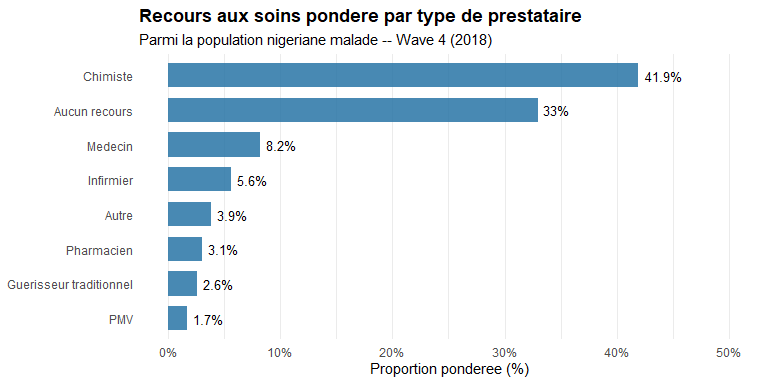 Recours aux soins pondere par type de prestataire
Parmi la population nigeriane malade -- Wave 4 (2018)
Chimiste 41.9%
Aucun recours 33%
Medecin 8.2%
Infirmier 5.6%
Autre 3.9%
Pharmacien 3.1%
Guerisseur traditionnel 2.6%
PMV 1.7%
0% 10% 20% 30% 40% 50%
Proportion ponderee (%)